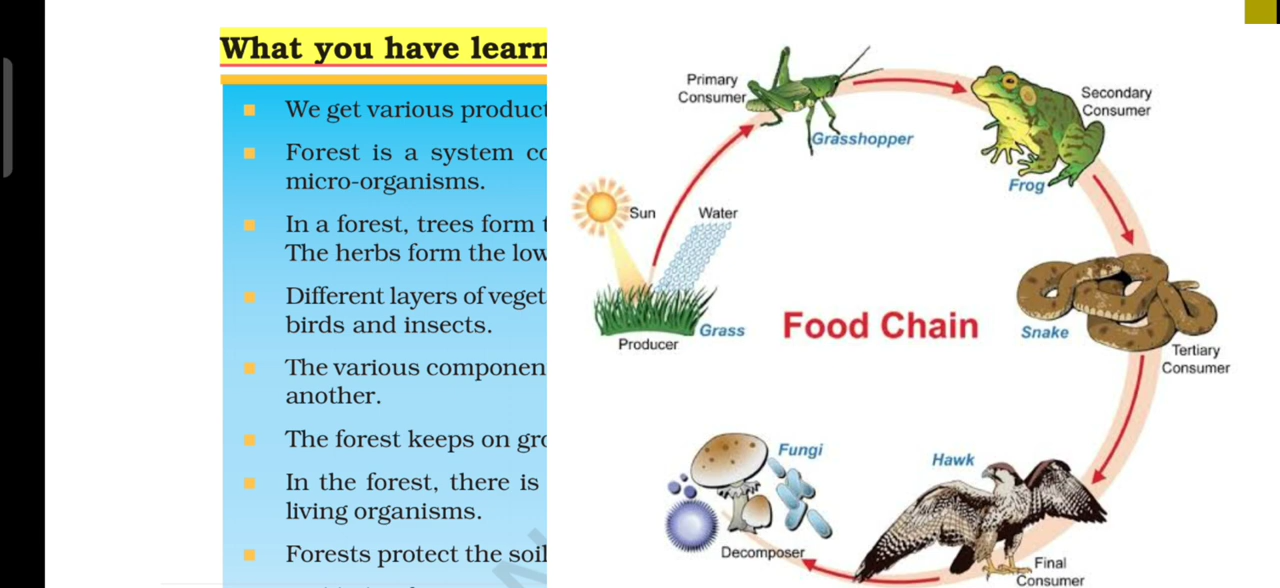 What you have learn
We get various product
Forest is a system co
micro-organisms.
In a forest, trees form t
The herbs form the low
Different layers of veget
birds and insects.
The various componen
another.
The forest keeps on gro
In the forest, there is
living organisms.
Forests protect the soil
Primary
Consumer
Grasshopper
Secondary
Consumer
Frog
Sun
Water
Grass
Producer
Food Chain
Snake
Tertiary
Consumer
Fungi
Hawk
Decomposer
Final
Consumer